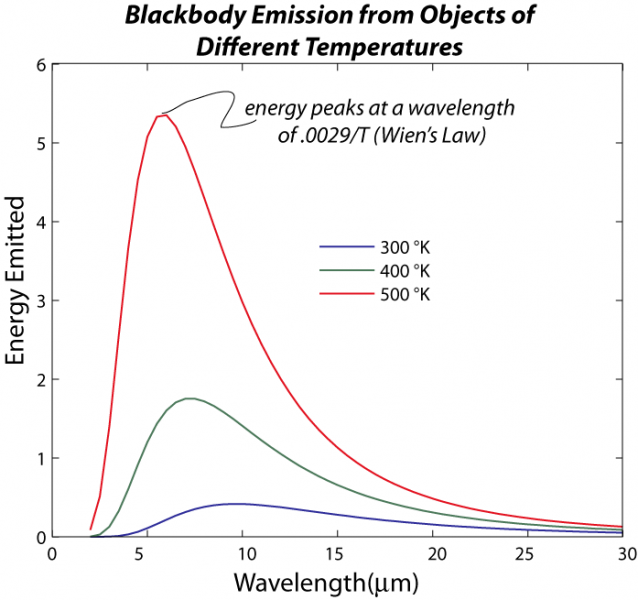 Blackbody Emission from Objects of
Different Temperatures
energy peaks at a wavelength
of .0029/T (Wien's Law)
300 °K
400 °K
500 °K
Energy Emitted
6
5
4
3
2
1
0
0 5 10 15 20 25 30
Wavelength(μm)